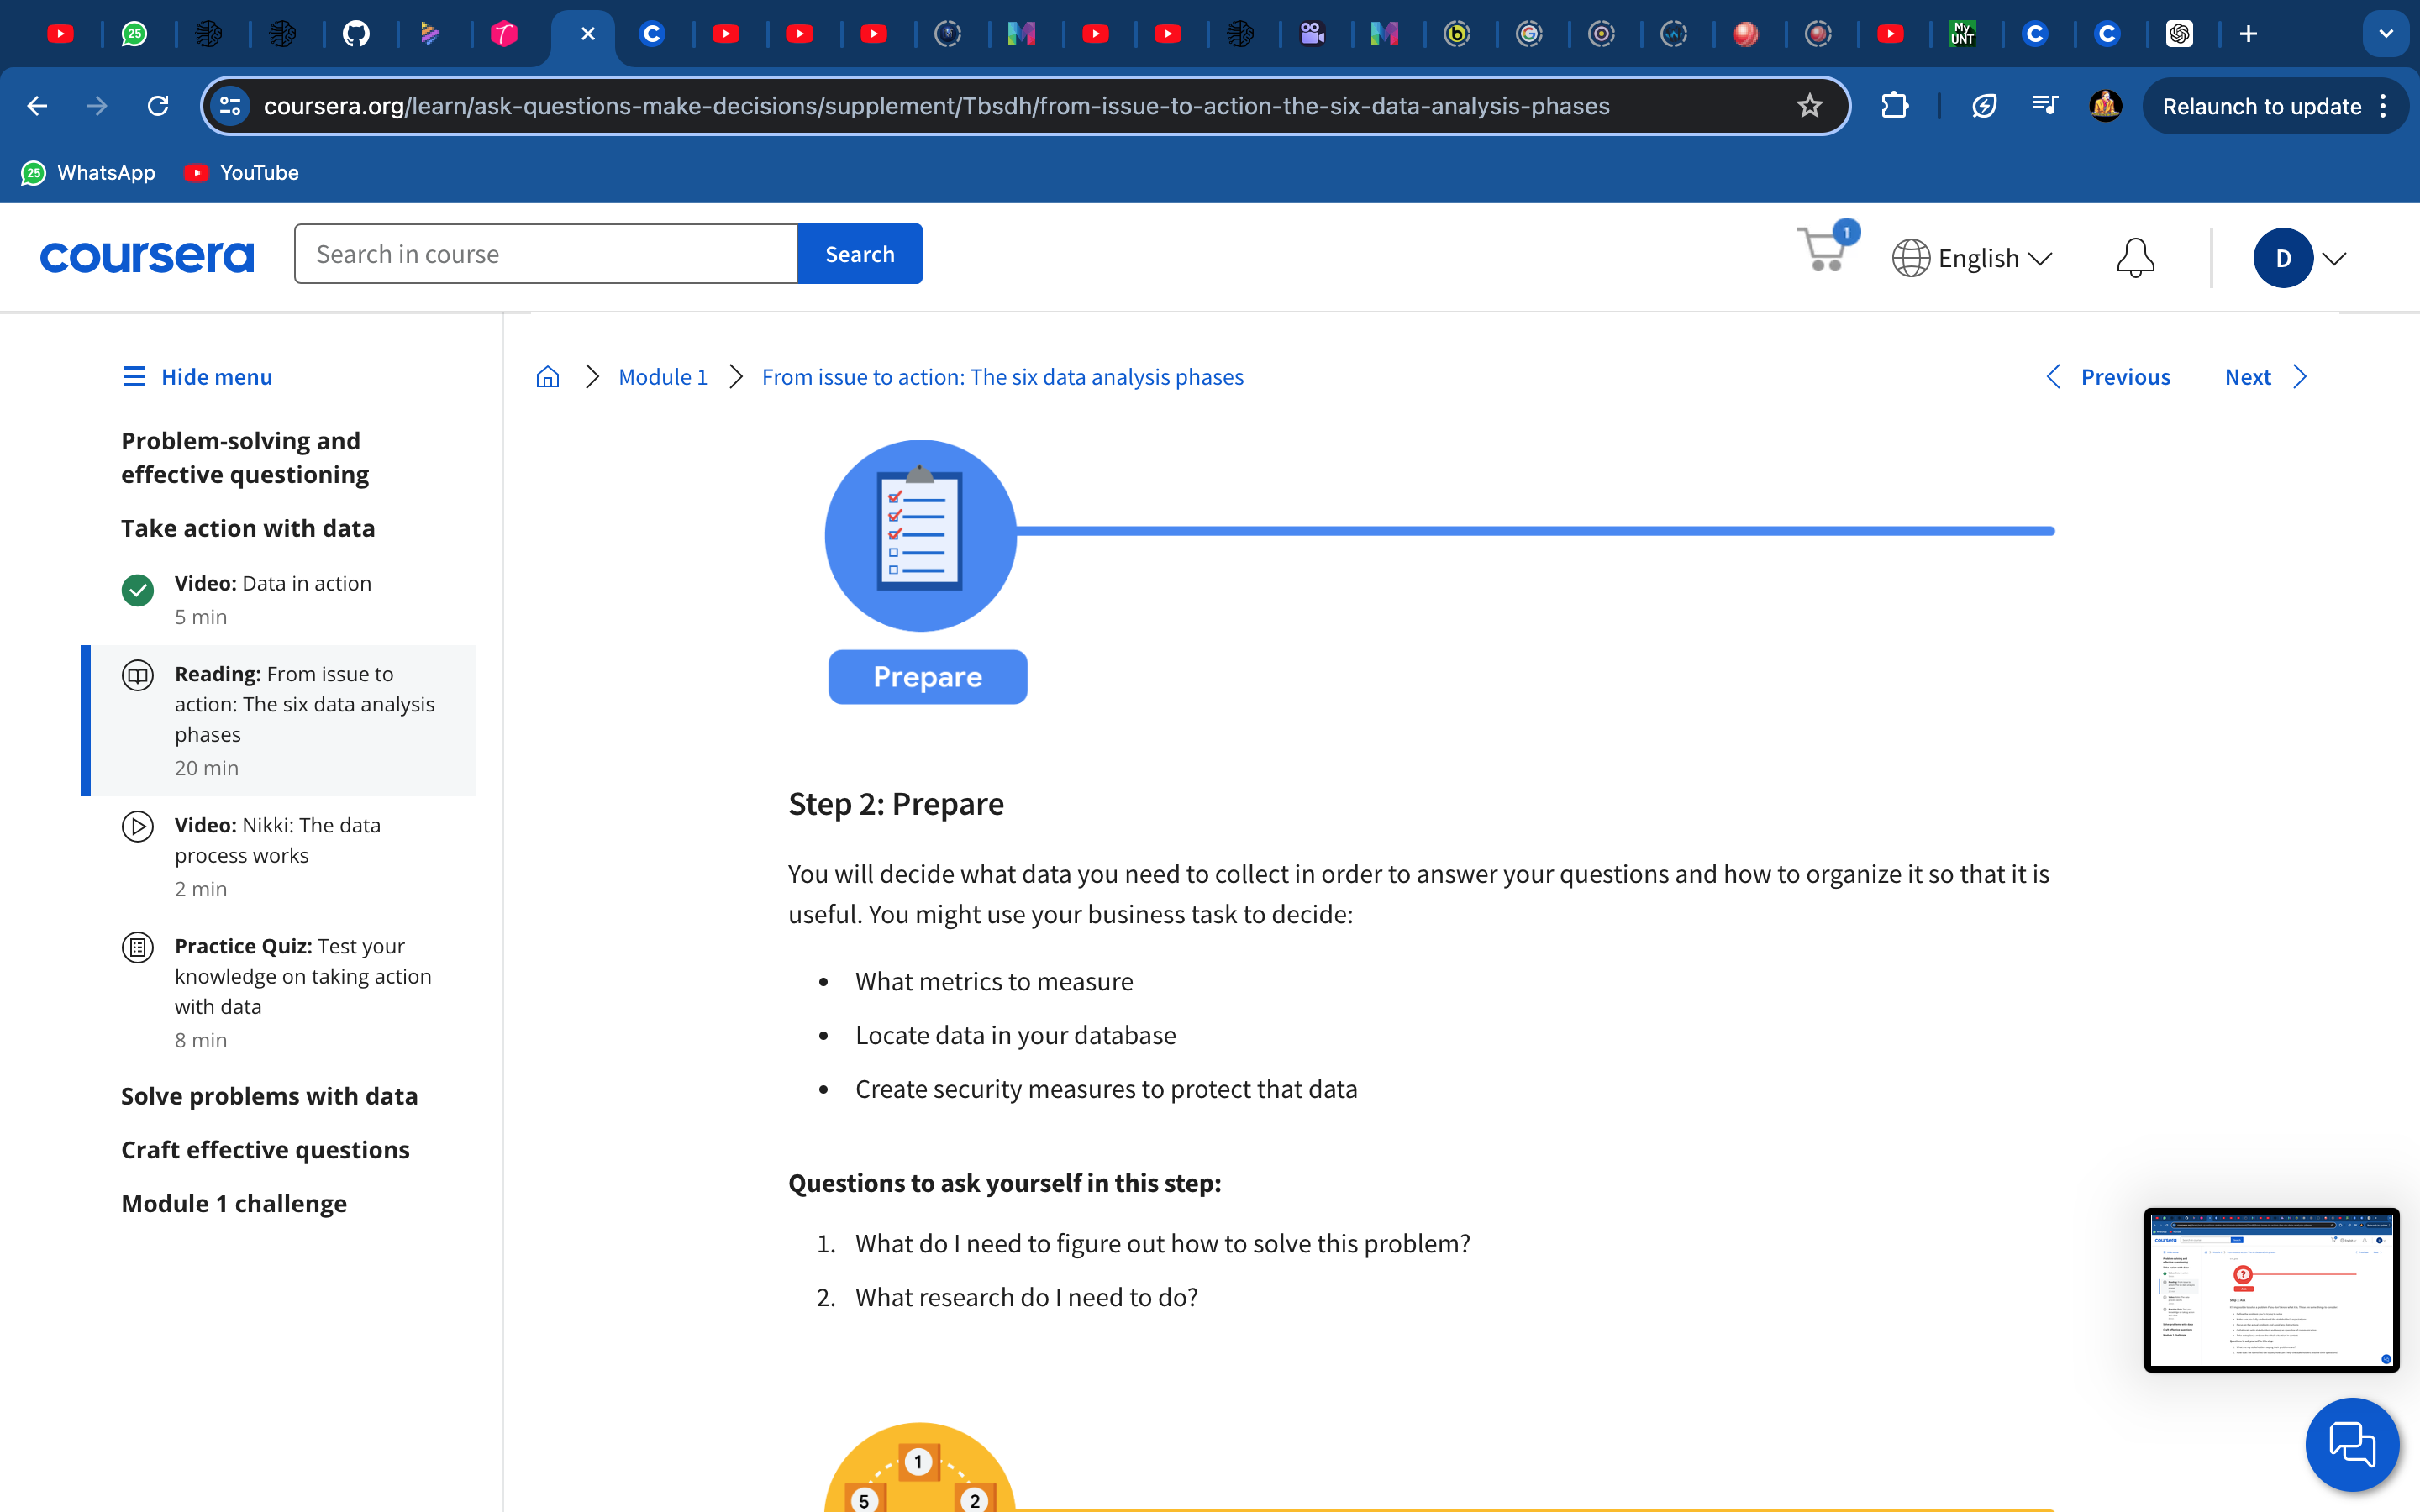 25
My
UNT
coursera.org/learn/ask-questions-make-decisions/supplement/Tbsdh/from-issue-to-action-the-six-data-analysis-phases
Relaunch to update
25 WhatsApp
YouTube
coursera
Search in course
Search
1
English
D
Hide menu
Module 1
From issue to action: The six data analysis phases
Previous
Next
Problem-solving and
effective questioning
Take action with data
Video: Data in action
5 min
Reading: From issue to
action: The six data analysis
phases
20 min
Video: Nikki: The data
process works
2 min
Practice Quiz: Test your
knowledge on taking action
with data
8 min
Solve problems with data
Craft effective questions
Module 1 challenge
Prepare
Step 2: Prepare
You will decide what data you need to collect in order to answer your questions and how to organize it so that it is
useful. You might use your business task to decide:
• What metrics to measure
• Locate data in your database
• Create security measures to protect that data
Questions to ask yourself in this step:
1. What do I need to figure out how to solve this problem?
2. What research do I need to do?
1
5
2
coursera